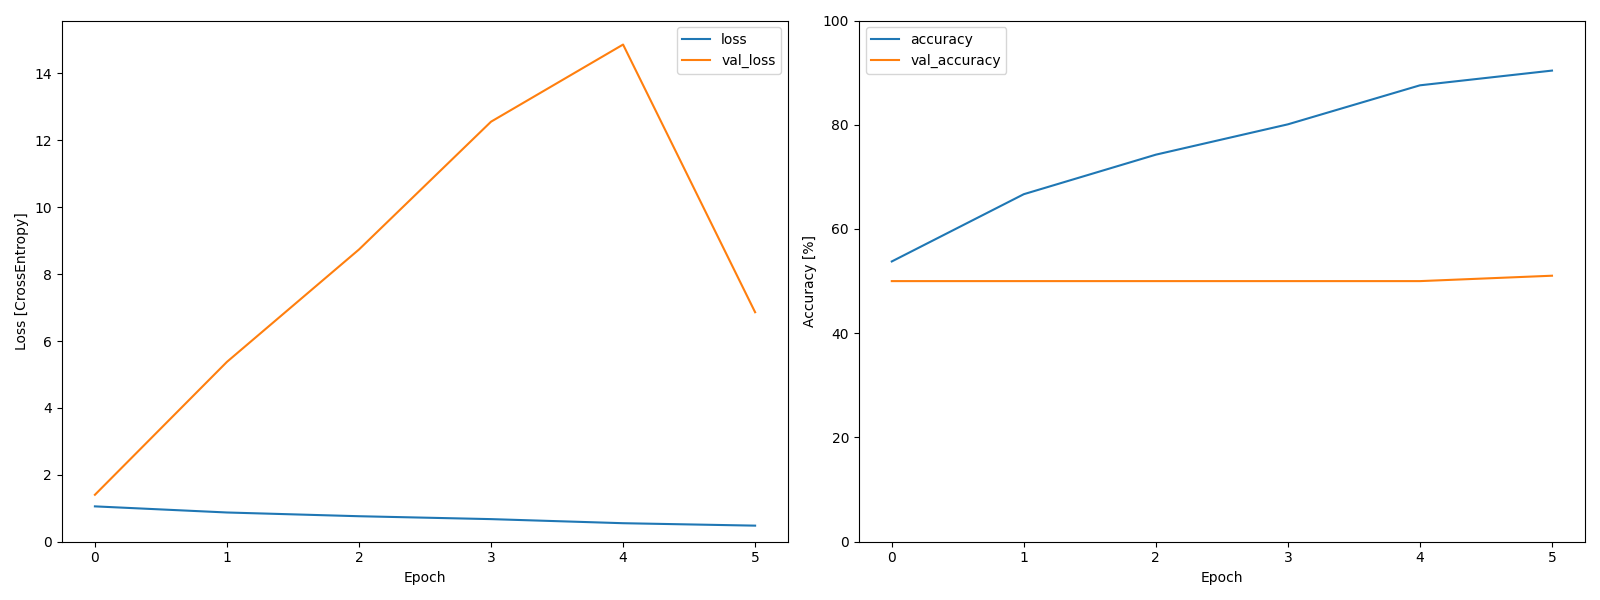 loss
val_loss
14
12
10
8
6
4
2
0
Loss [CrossEntropy]
0 1 2 3 4 5
Epoch
accuracy
val_accuracy
100
80
60
40
20
0
Accuracy [%]
0 1 2 3 4 5
Epoch